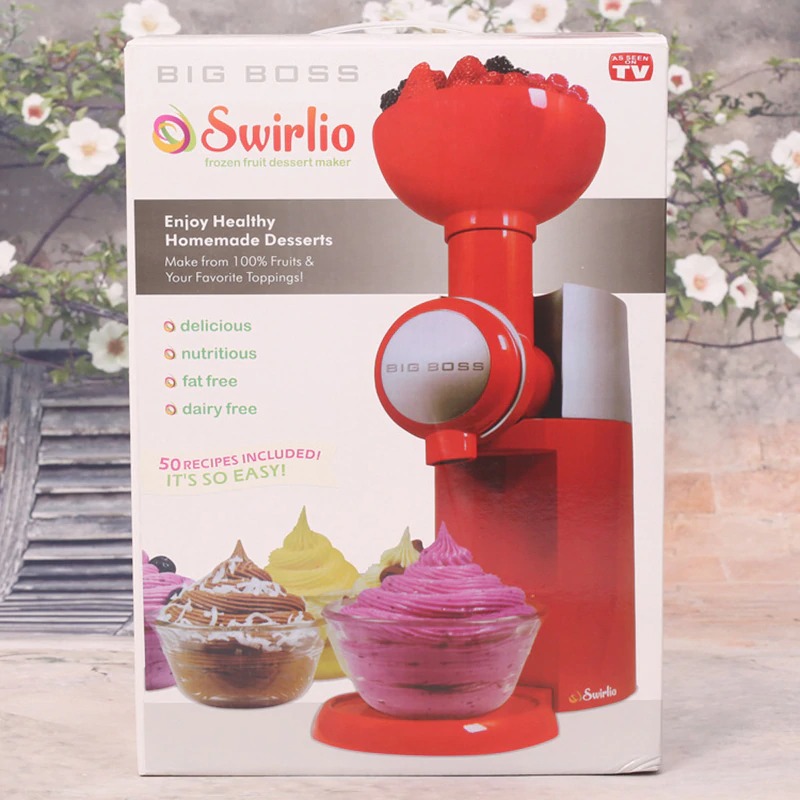 BIG BOSS
AS SEEN
ON
TV
Swirlio
frozen fruit dessert maker
Enjoy Healthy
Homemade Desserts
Make from 100% Fruits &
Your Favorite Toppings!
delicious
nutritious
fat free
dairy free
BIG BOSS
50 RECIPES INCLUDED!
IT'S SO EASY!
Swirlio